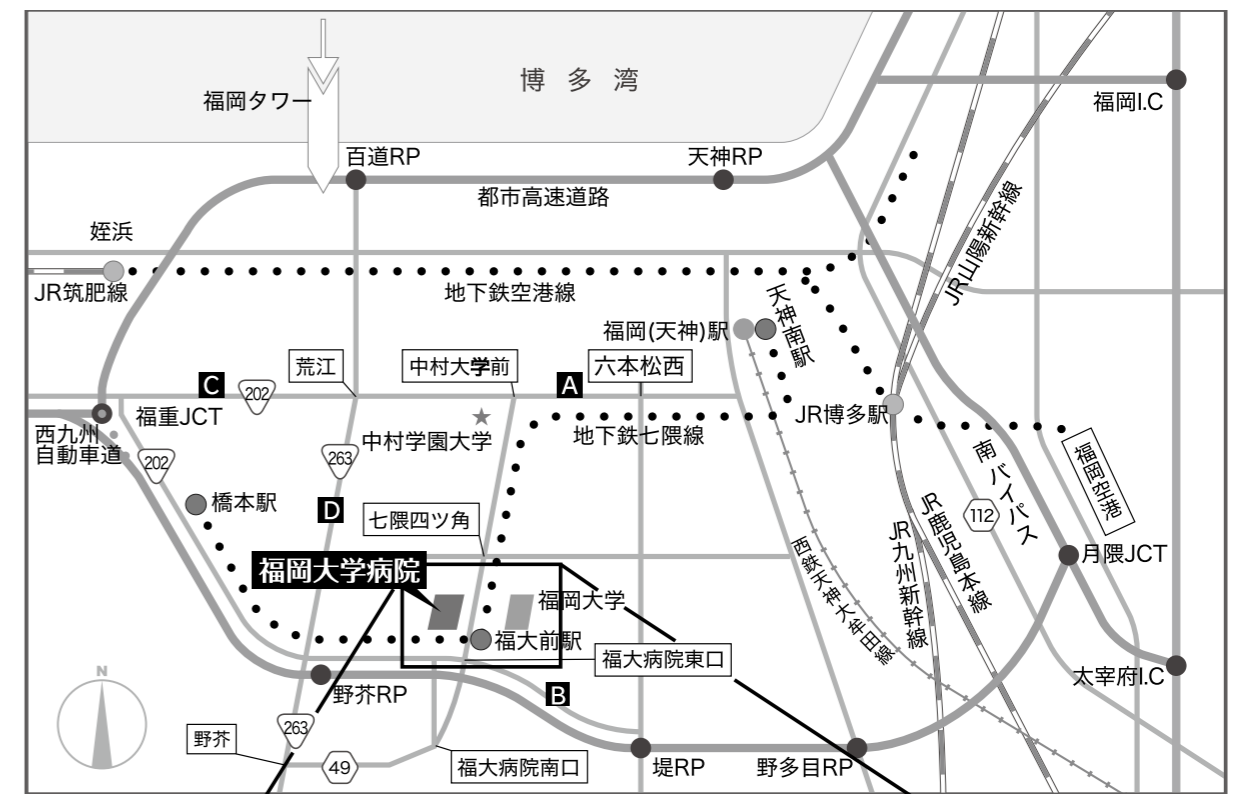 博多湾
福岡タワー
福岡I.C
百道RP
天神RP
都市高速道路
姪浜
JR筑肥線
地下鉄空港線
JR山陽新幹線
福岡(天神)駅
天神南駅
荒江
中村大学前
A
六本松西
C
202
福重JCT
JR博多駅
西九州
自動車道
202
263
中村学園大学
地下鉄七隈線
南バイパス
福岡空港
橋本駅
D
七隈四ツ角
112
JR鹿児島本線
JR九州新幹線
西鉄天神大牟田線
月隈JCT
福岡大学病院
福岡大学
福大前駅
福大病院東口
太宰府I.C
N
野芥RP
B
263
野芥
49
福大病院南口
堤RP
野多目RP